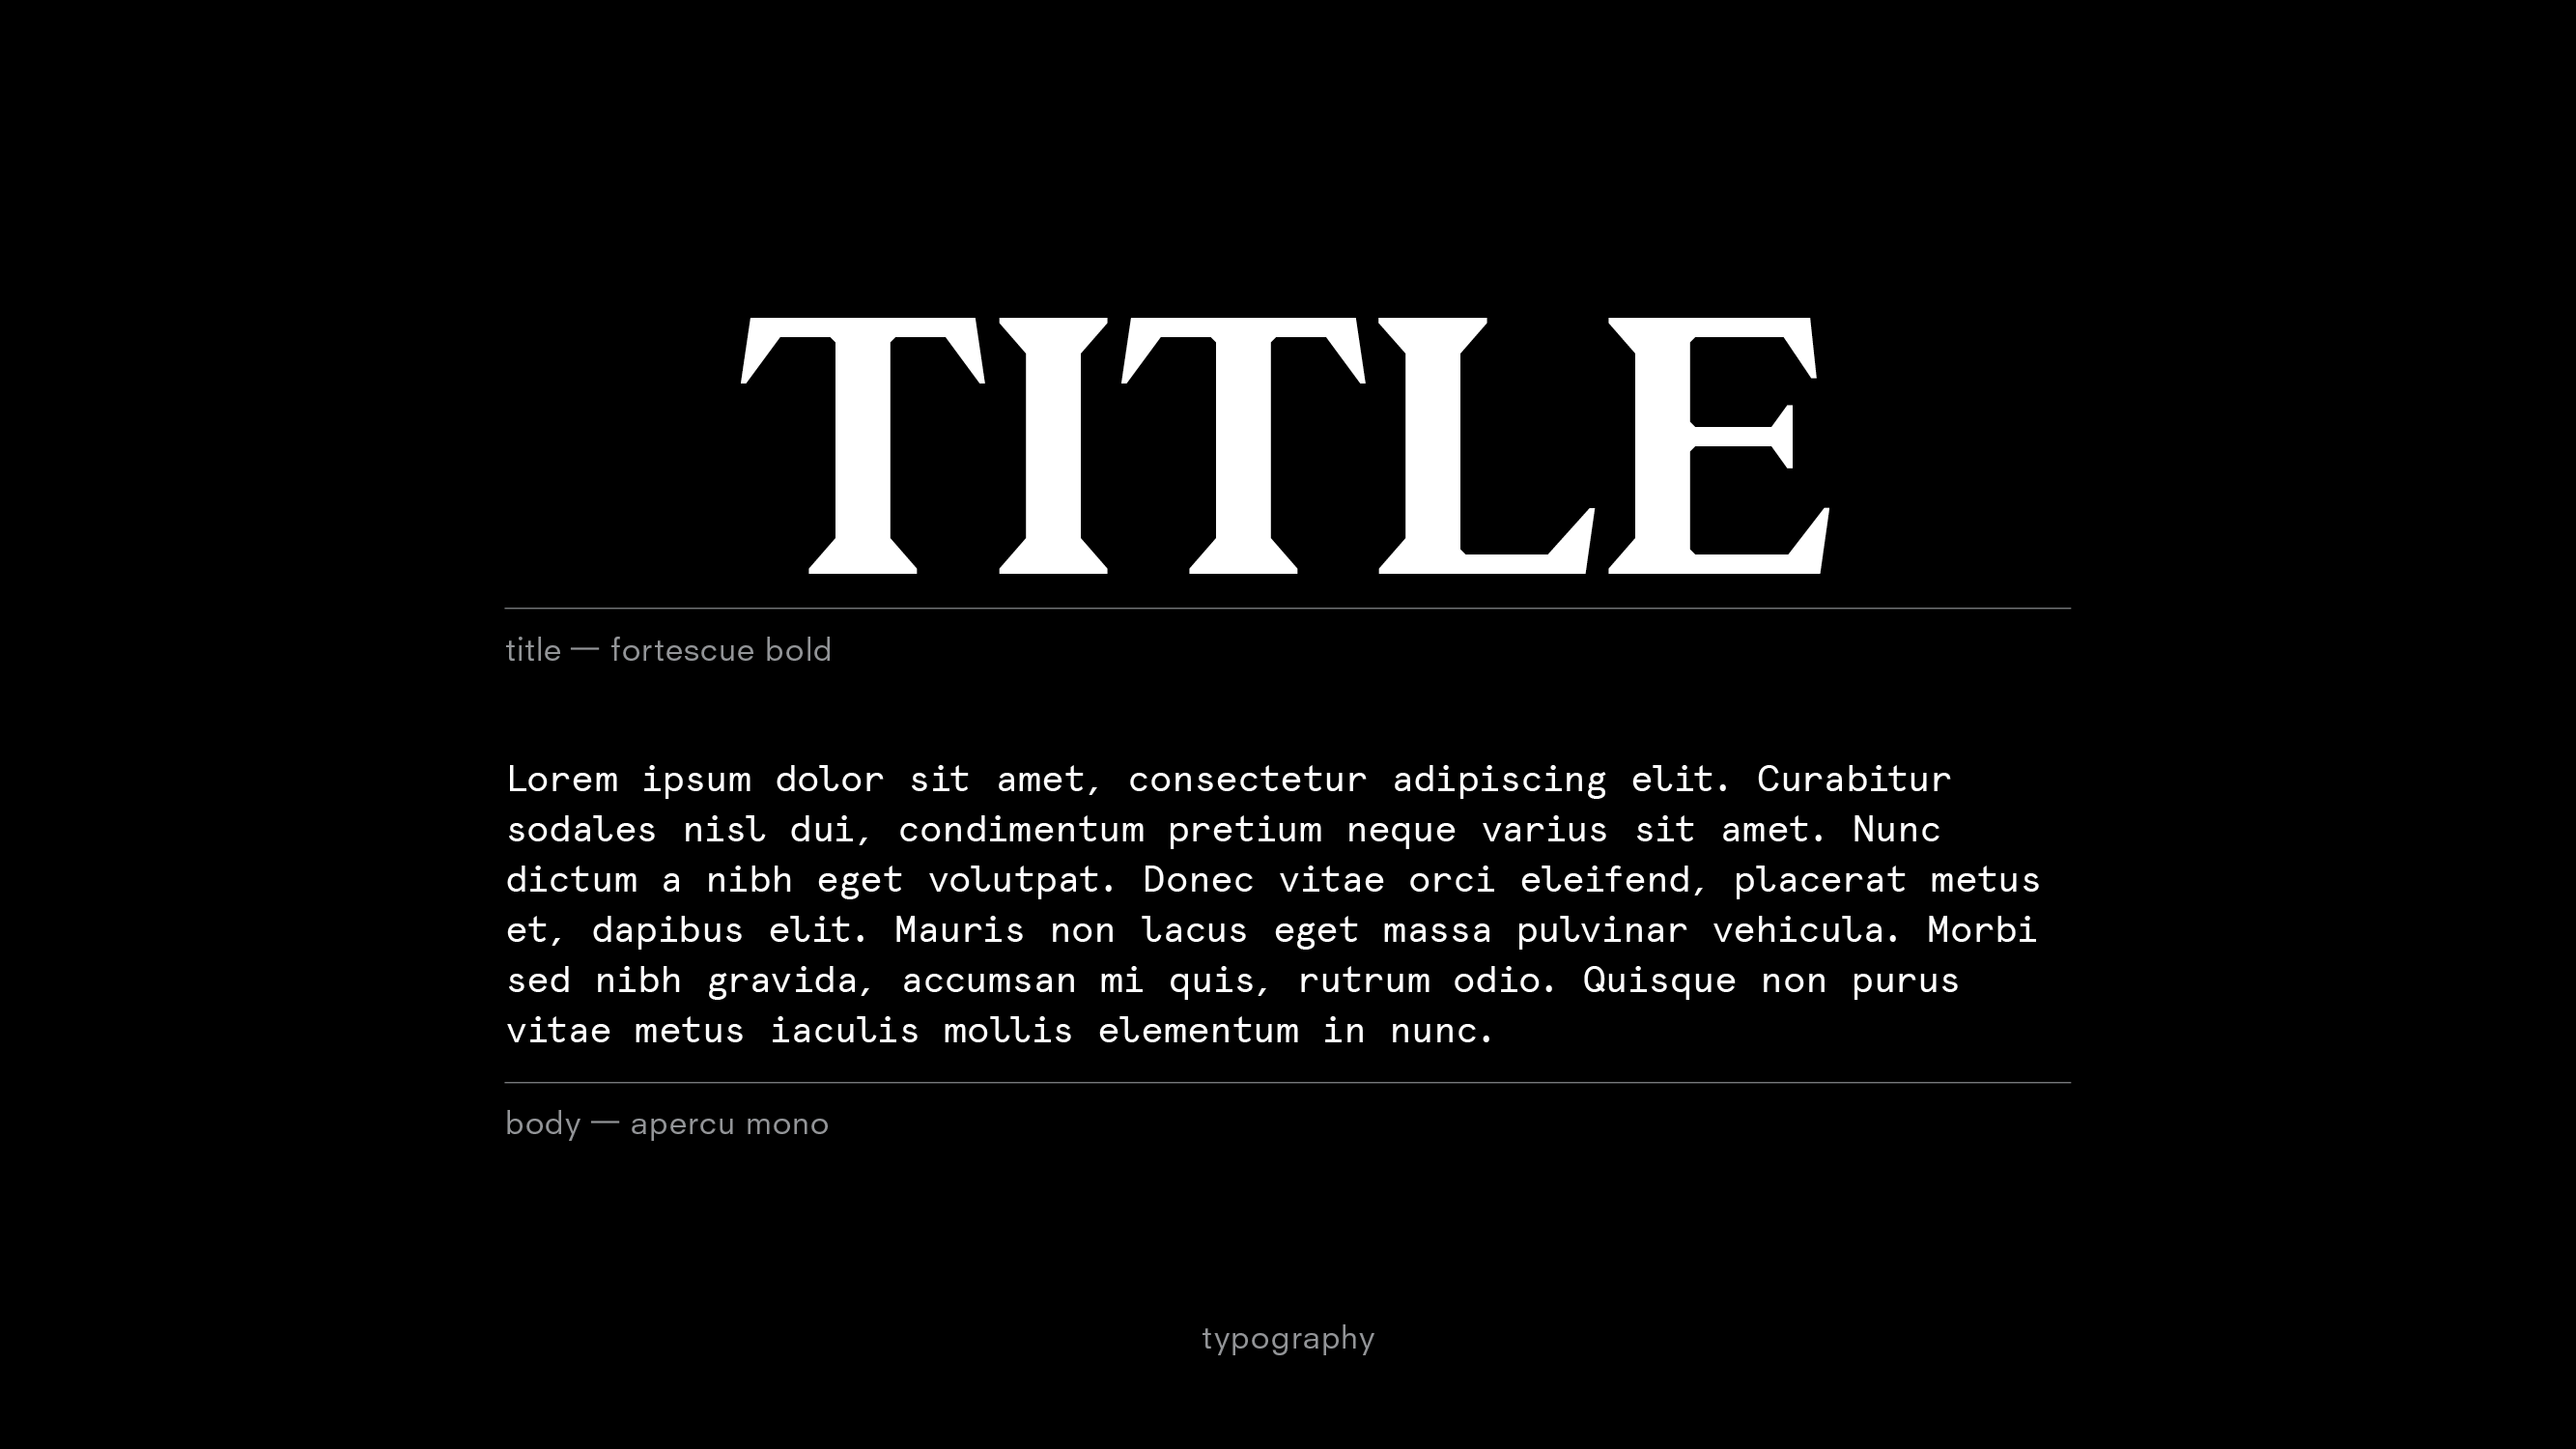 TITLE
title — fortescue bold
Lorem ipsum dolor sit amet, consectetur adipiscing elit. Curabitur
sodales nisl dui, condimentum pretium neque varius sit amet. Nunc
dictum a nibh eget volutpat. Donec vitae orci eleifend, placerat metus
et, dapibus elit. Mauris non lacus eget massa pulvinar vehicula. Morbi
sed nibh gravida, accumsan mi quis, rutrum odio. Quisque non purus
vitae metus iaculis mollis elementum in nunc.
body — apercu mono
typography